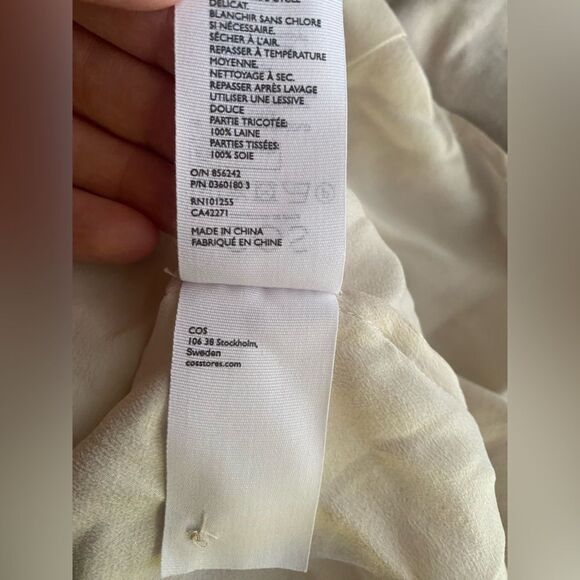 DÉLICAT.
BLANCHIR SANS CHLORE
SI NÉCESSAIRE.
SÉCHER À L'AIR.
REPASSER À TEMPÉRATURE
MOYENNE.
NETTOYAGE À SEC.
REPASSER APRÈS LAVAGE
UTILISER UNE LESSIVE
DOUCE
PARTIE TRICOTÉE:
100% LAINE
PARTIES TISSÉES:
100% SOIE
O/N 856242
P/N 0360180 3
RN101255
CA42271
MADE IN CHINA
FABRIQUÉ EN CHINE
COS
106 38 Stockholm,
Sweden
cosstores.com